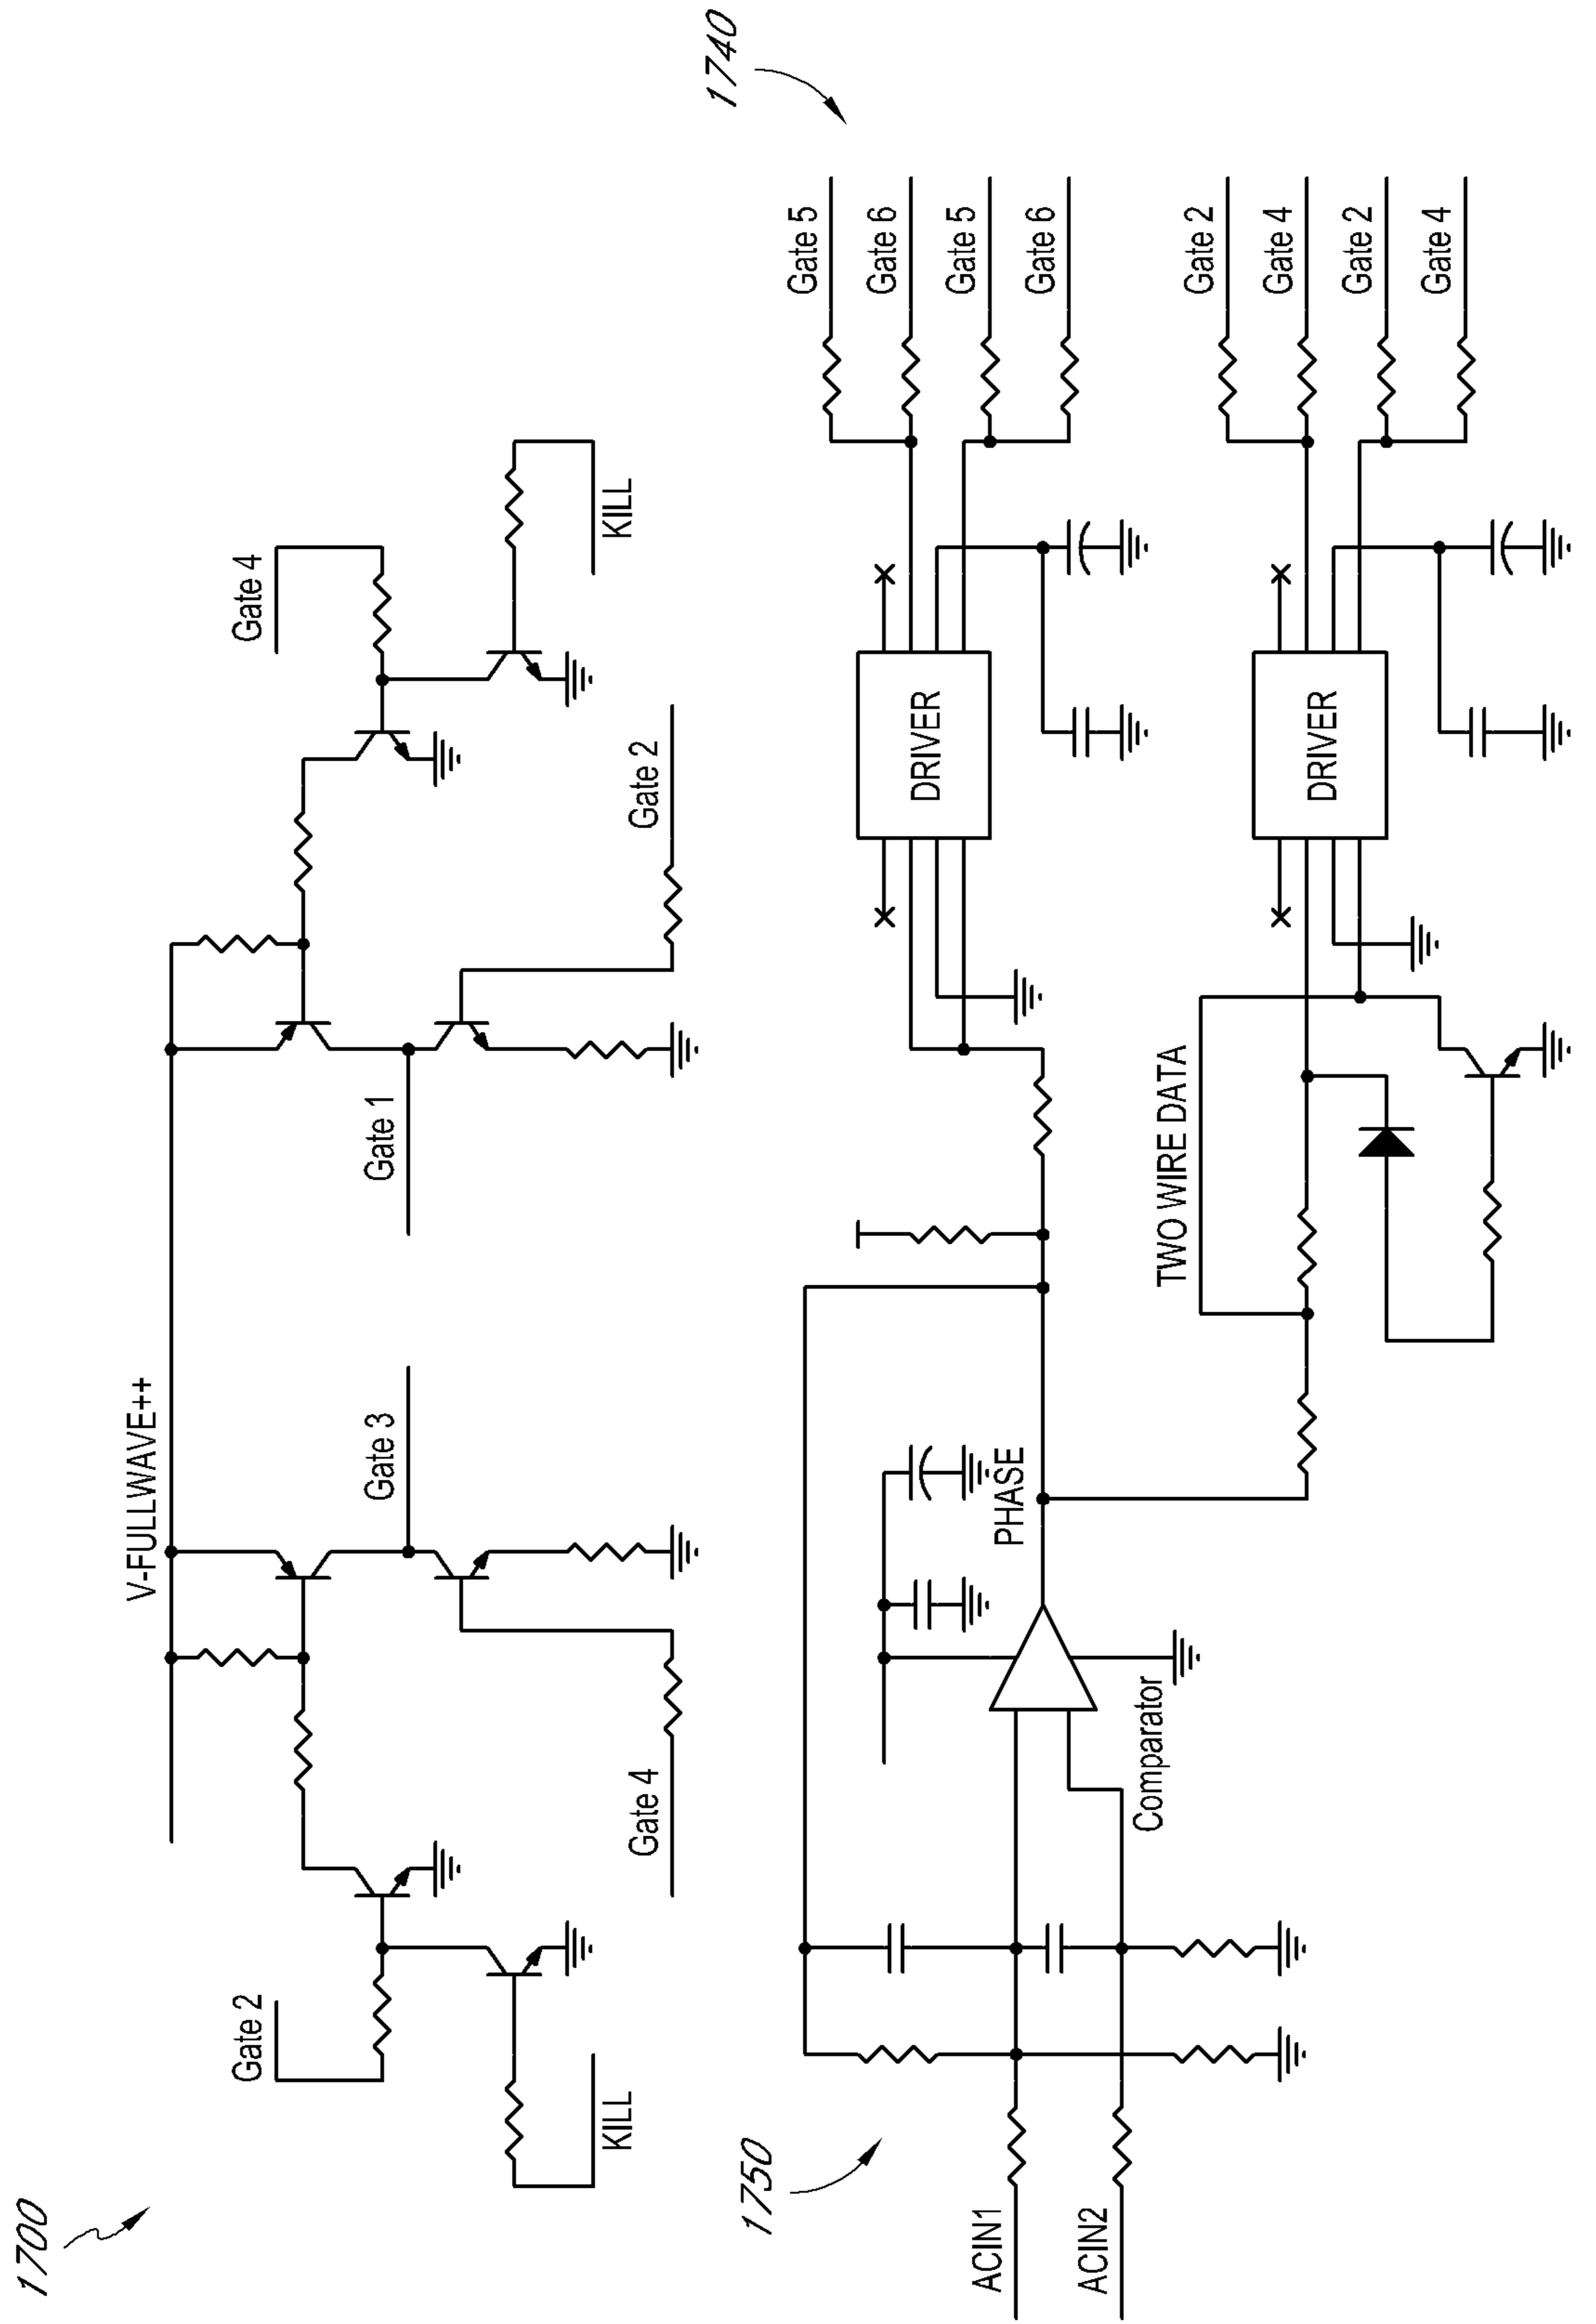 1700
V-FULLWAVE++
Gate 2
Gate 4
KILL
Gate 3
Gate 1
KILL
Gate 4
Gate 2
1740
1750
ACIN1
ACIN2
Comparator
PHASE
TWO WIRE DATA
DRIVER
Gate 5
Gate 6
Gate 5
Gate 6
DRIVER
Gate 2
Gate 4
Gate 2
Gate 4